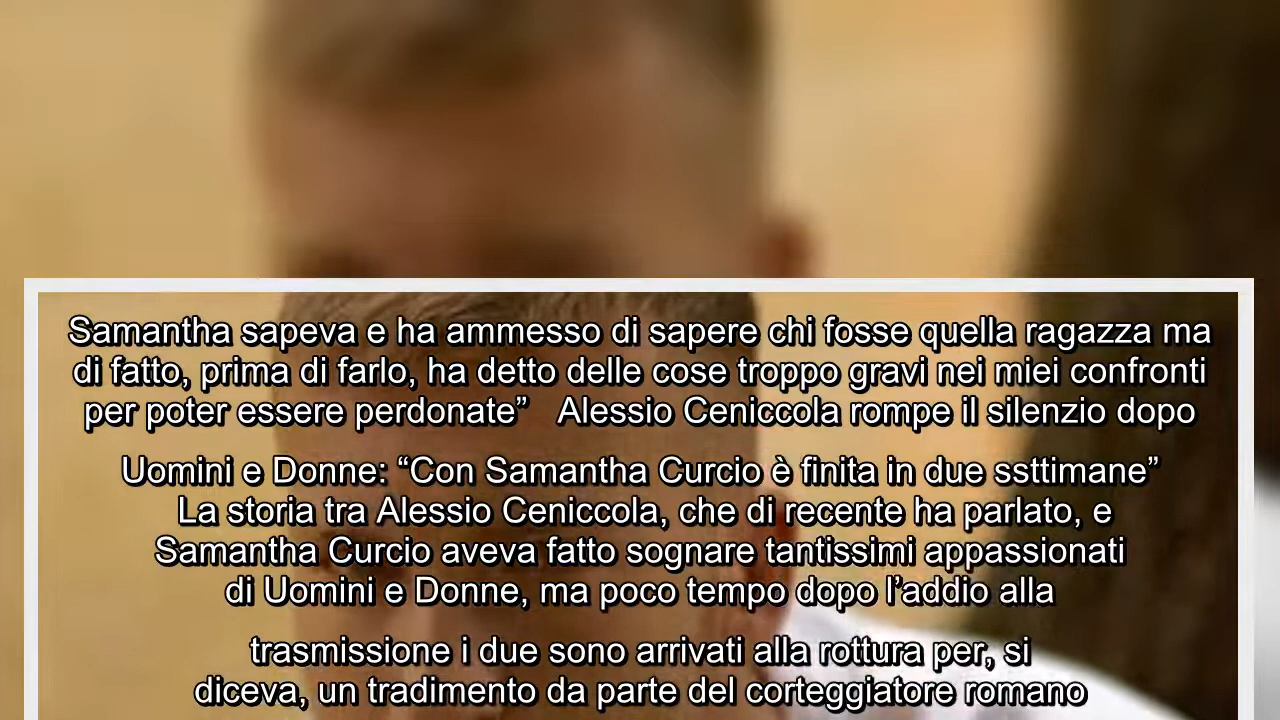 Samantha sapeva e ha ammesso di sapere chi fosse quella ragazza ma
di fatto, prima di farlo, ha detto delle cose troppo gravi nei miei confronti
per poter essere perdonate” Alessio Ceniccola rompe il silenzio dopo
Uomini e Donne: “Con Samantha Curcio è finita in due ssttimane”
La storia tra Alessio Ceniccola, che di recente ha parlato, e
Samantha Curcio aveva fatto sognare tantissimi appassionati
di Uomini e Donne, ma poco tempo dopo l’addio alla
trasmissione i due sono arrivati alla rottura per, si
diceva, un tradimento da parte del corteggiatore romano